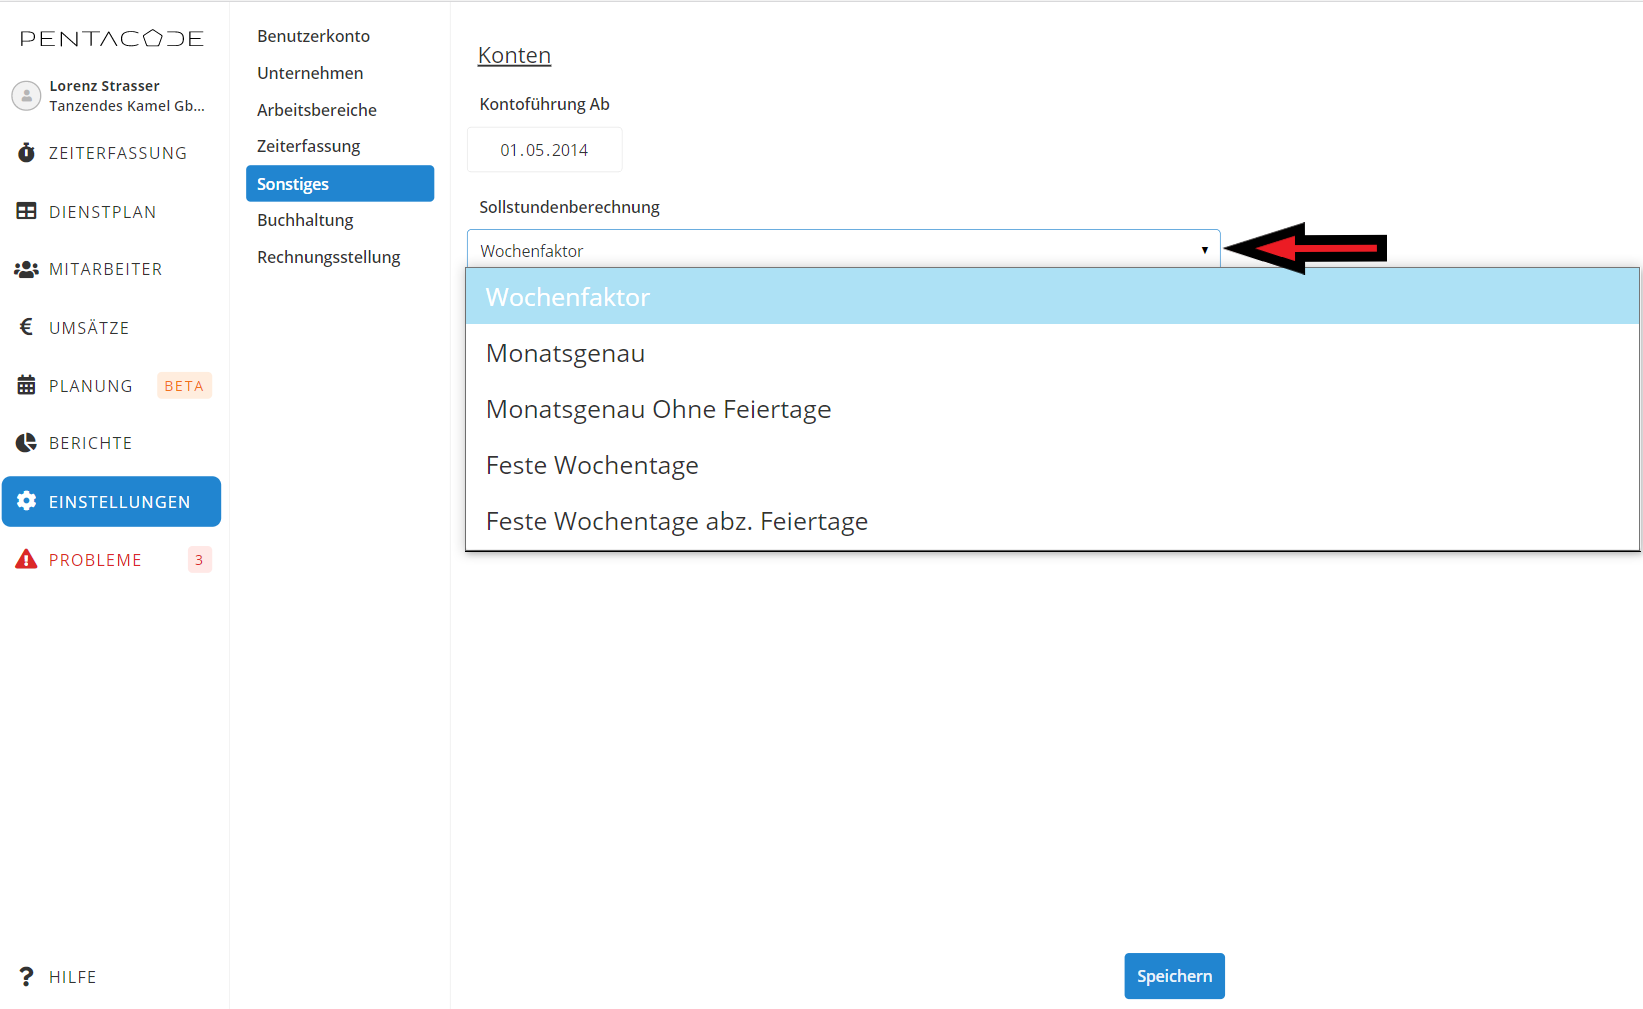 PENTACODE
Lorenz Strasser
Tanzendes Kamel Gb...
ZEITERFASSUNG
DIENSTPLAN
MITARBEITER
€ UMSÄTZE
PLANUNG BETA
BERICHTE
EINSTELLUNGEN
PROBLEME 3
? HILFE
Benutzerkonto
Unternehmen
Arbeitsbereiche
Zeiterfassung
Sonstiges
Buchhaltung
Rechnungsstellung
Konten
Kontoführung Ab
01.05.2014
Sollstundenberechnung
Wochenfaktor
Wochenfaktor
Monatsgenau
Monatsgenau Ohne Feiertage
Feste Wochentage
Feste Wochentage abz. Feiertage
Speichern